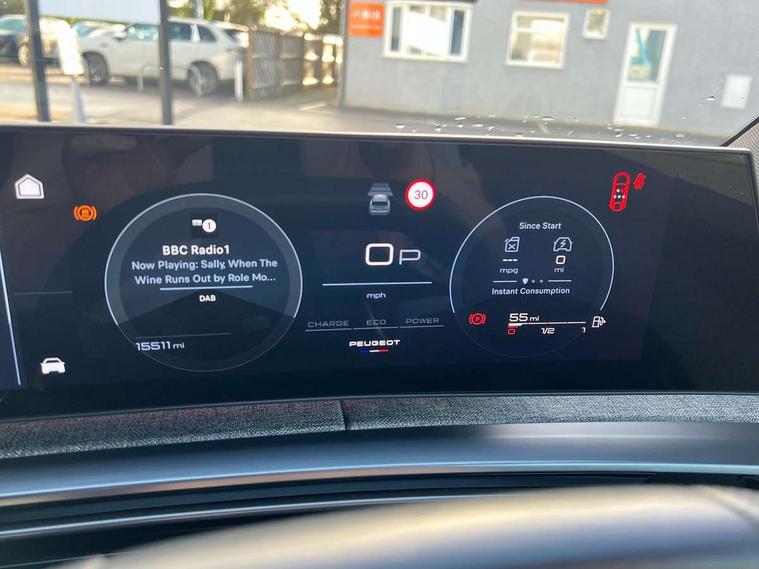 30
1
BBC Radio1
Now Playing: Sally, When The
Wine Runs Out by Role Mo...
DAB
15511 mi
0 P
mph
CHARGE ECO POWER
PEUGEOT
Since Start
--- 0
mpg mi
Instant Consumption
P
55 mi
0 1/2 1